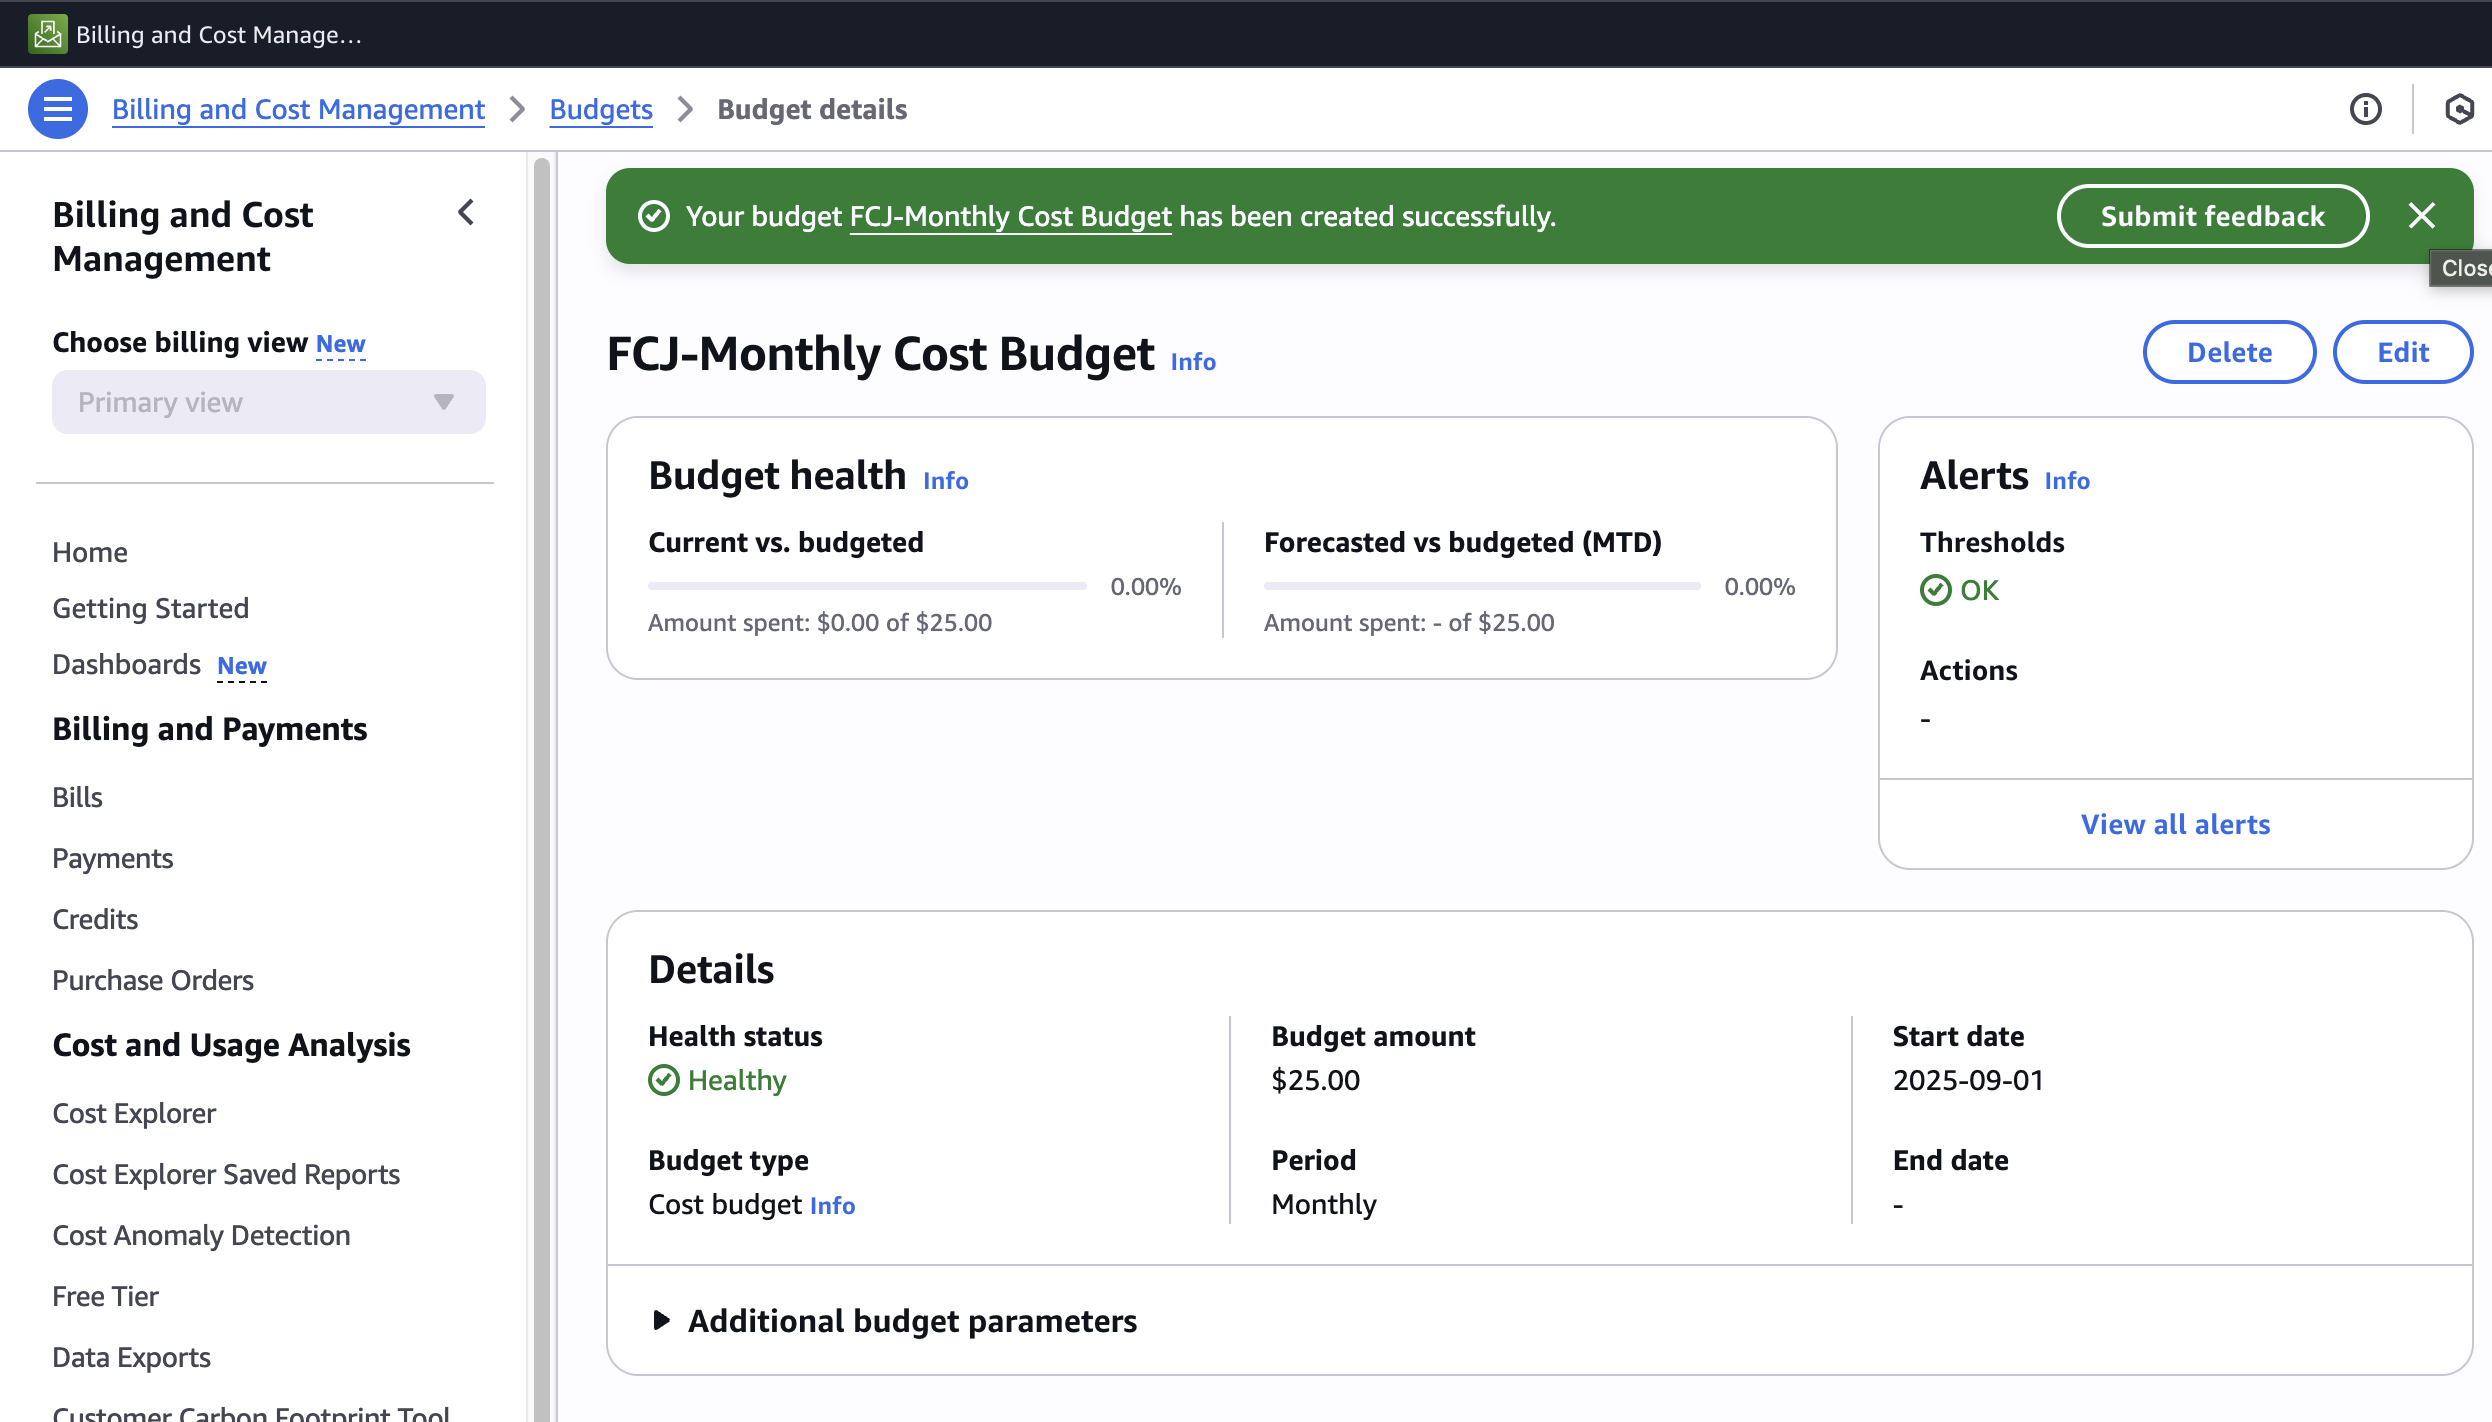 Billing and Cost Manage...
Billing and Cost Management > Budgets > Budget details
Billing and Cost
Management
Choose billing view New
Primary view
Home
Getting Started
Dashboards New
Billing and Payments
Bills
Payments
Credits
Purchase Orders
Cost and Usage Analysis
Cost Explorer
Cost Explorer Saved Reports
Cost Anomaly Detection
Free Tier
Data Exports
Customer Carbon Footprint Tool
Your budget FCJ-Monthly Cost Budget has been created successfully.
Submit feedback
Close
FCJ-Monthly Cost Budget Info
Delete
Edit
Budget health Info
Current vs. budgeted
0.00%
Amount spent: $0.00 of $25.00
Forecasted vs budgeted (MTD)
0.00%
Amount spent: - of $25.00
Alerts Info
Thresholds
OK
Actions
-
View all alerts
Details
Health status
Healthy
Budget type
Cost budget Info
Budget amount
$25.00
Period
Monthly
Start date
2025-09-01
End date
-
Additional budget parameters